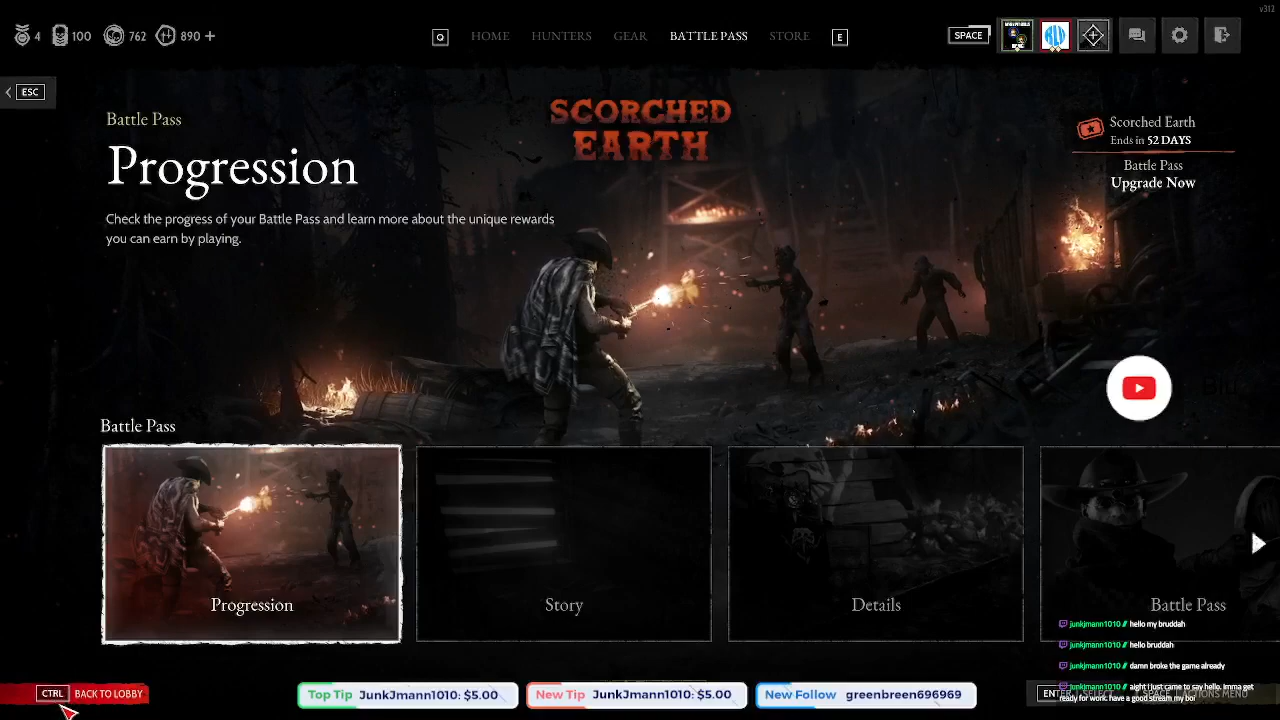 v312
4 100 762 890 +
Q HOME HUNTERS GEAR BATTLE PASS STORE E
SPACE
ESC
Battle Pass
Progression
Check the progress of your Battle Pass and learn more about the unique rewards
you can earn by playing.
SCORCHED
EARTH
Scorched Earth
Ends in 52 DAYS
Battle Pass
Upgrade Now
Blu
Battle Pass
Progression
Story
Details
Battle Pass
junkjmann1010 // hello my bruddah
junkjmann1010 // hello bruddah
junkjmann1010 // damn broke the game already
junkjmann1010 // aight I just came to say hello. Imma get
ready for work. have a good stream my boi
CTRL BACK TO LOBBY
Top Tip JunkJmann1010: $5.00
New Tip JunkJmann1010: $5.00
New Follow greenbreen696969